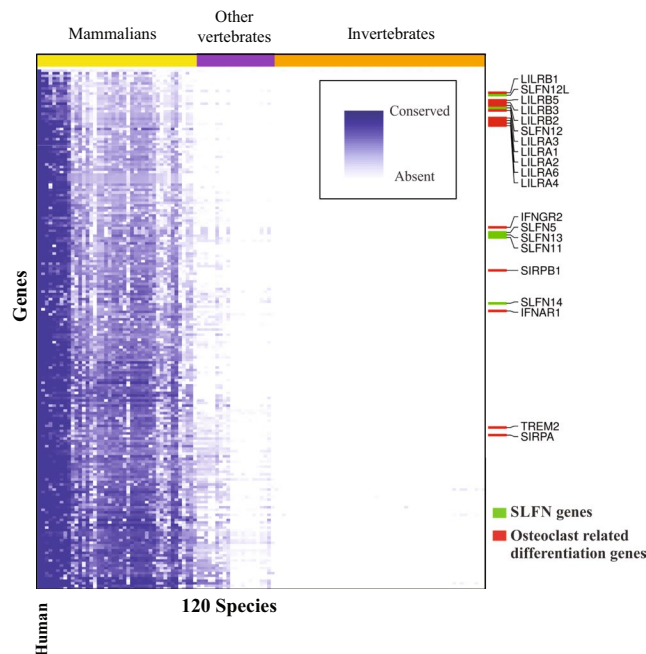 Mammalians
Other
vertebrates
Invertebrates
Conserved
Absent
Genes
LILRB1
SLFN12L
LILRB5
LILRB3
LILRB2
SLFN12
LILRA3
LILRA1
LILRA2
LILRA6
LILRA4
IFNGR2
SLFN5
SLFN13
SLFN11
SIRPB1
SLFN14
IFNAR1
TREM2
SIRPA
SLFN genes
Osteoclast related
differentiation genes
Human
120 Species